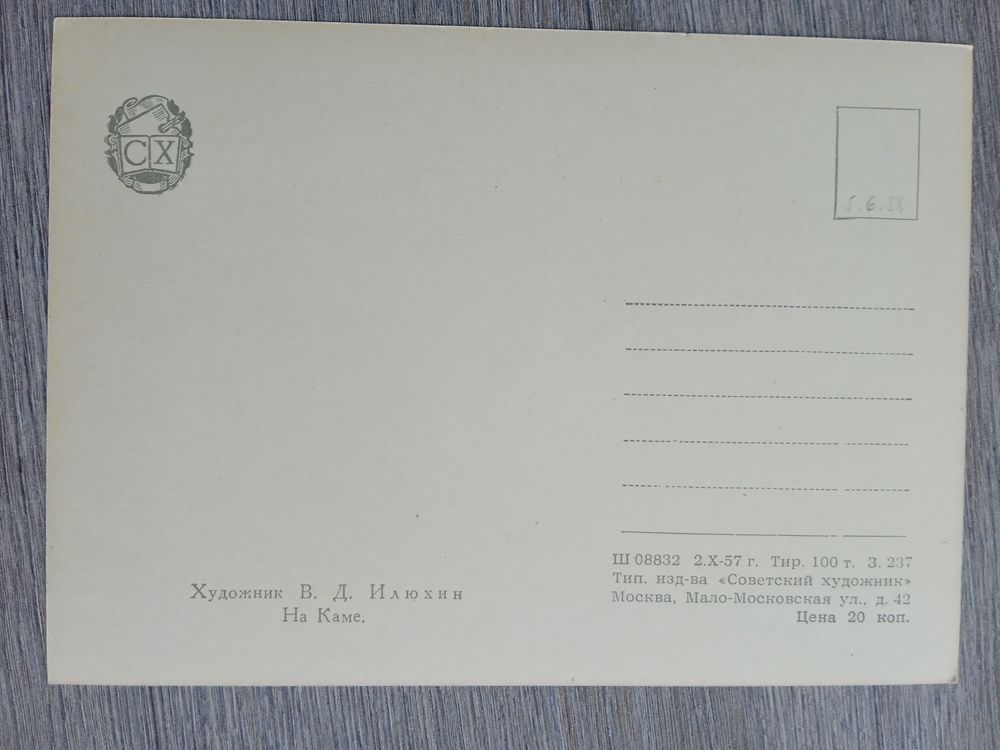 СХ
5.6.58
Художник В. Д. Илюхин
На Каме.
Ш 08832 2.X-57 г. Тир. 100 т. З. 237
Тип. изд-ва «Советский художник»
Москва, Мало-Московская ул., д. 42
Цена 20 коп.